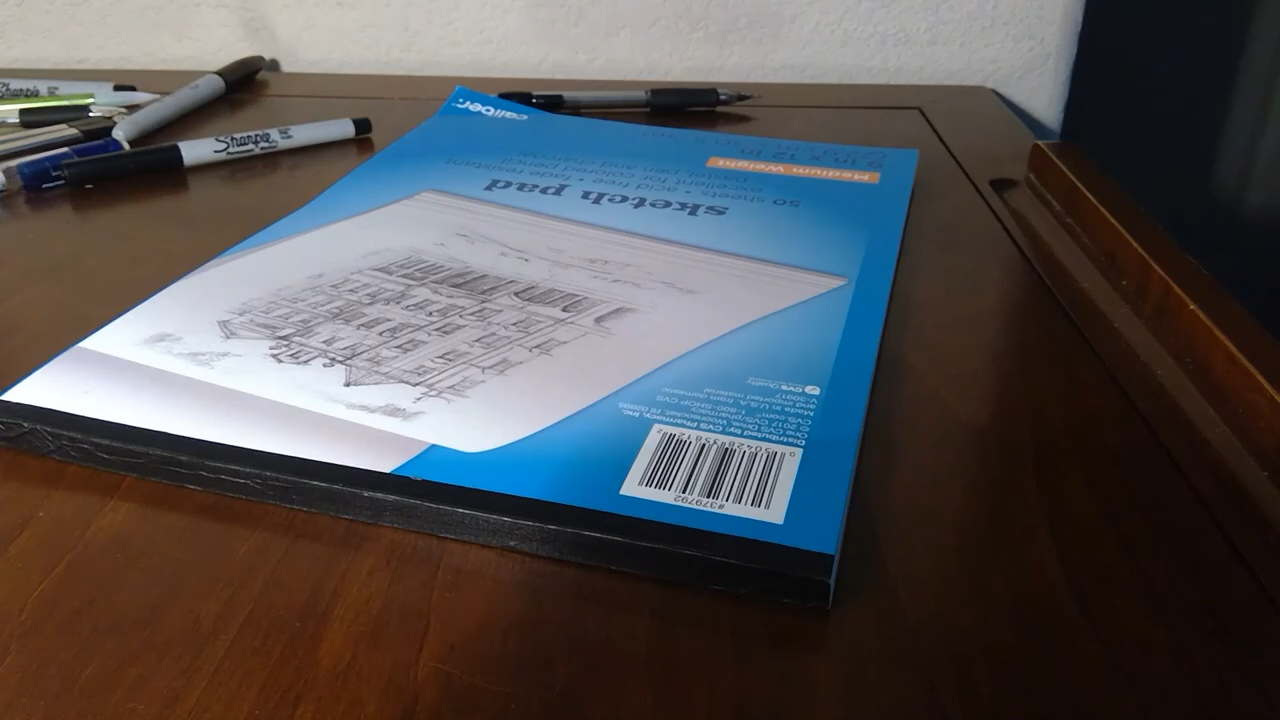 Sharpie
Sharpie
caliber.
sketch pad
50 sheets • acid free • fade resistant
excellent for
pastel, pen
and charcoal
Medium Weight
9 in x 12 in
Distributed by: CVS Pharmacy, Inc.
One CVS Drive, Woonsocket, RI 02895
© 2017 CVS/pharmacy
CVS.com® 1-800-SHOP CVS
Made in U.S.A. from domestic
and imported material
V-30917
CVS Quality
#379792